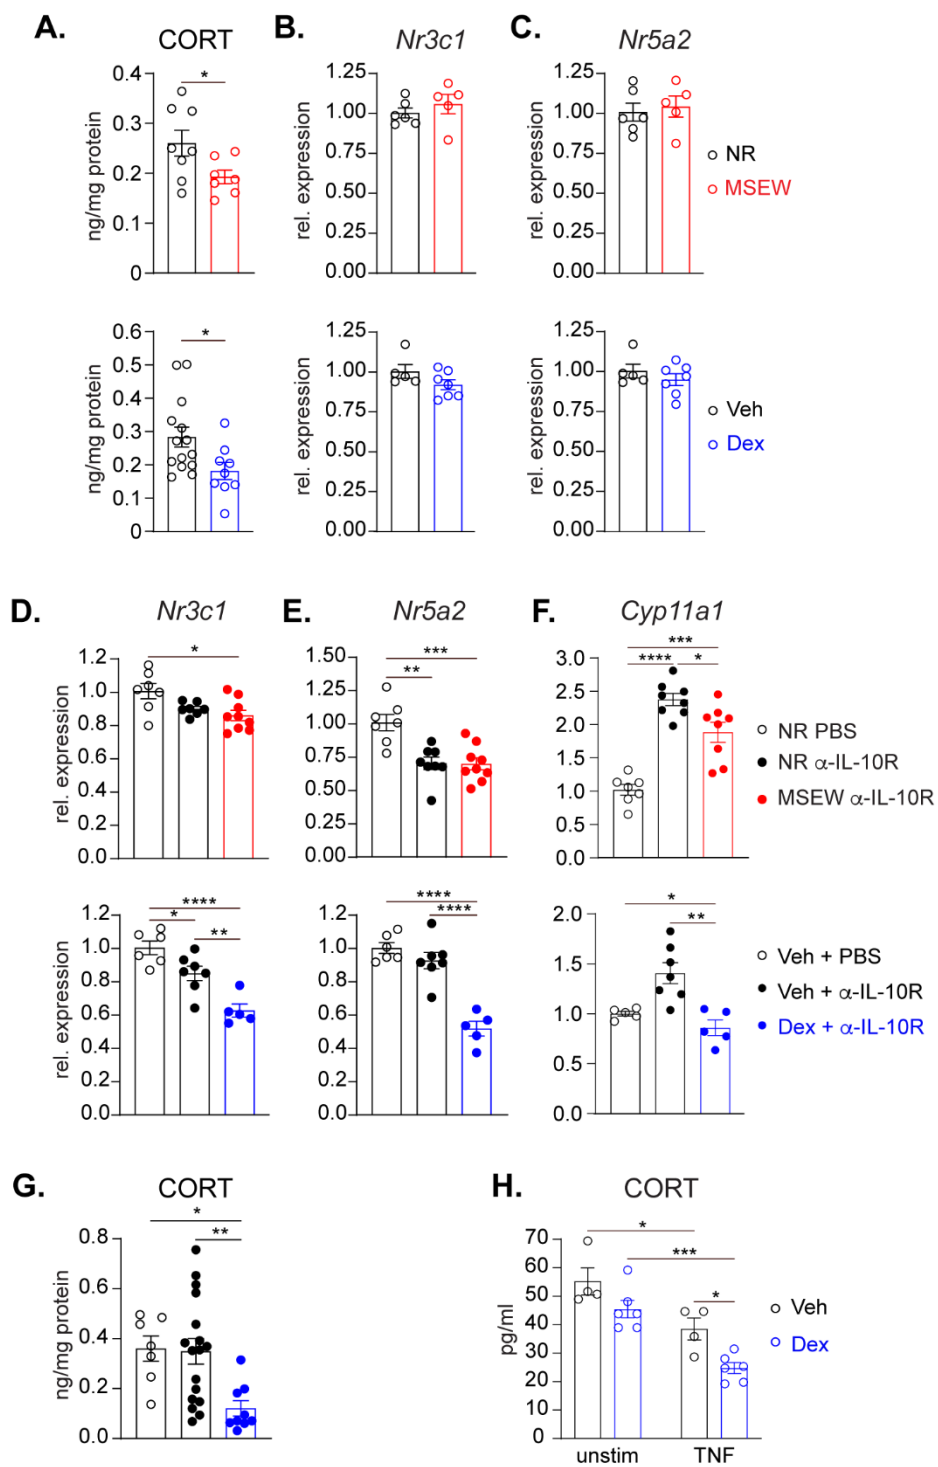 A.
CORT
ng/mg protein
0.4
0.3
0.2
0.1
0
*
B.
Nr3c1
rel. expression
1.25
1.00
0.75
0.50
0.25
0.00
C.
Nr5a2
rel. expression
1.25
1.00
0.75
0.50
0.25
0.00
NR
MSEW
ng/mg protein
0.6
0.5
0.4
0.3
0.2
0.1
0
*
rel. expression
1.25
1.00
0.75
1.00
0.25
0.00
rel. expression
1.25
1.00
0.75
0.50
0.25
0.00
Veh
Dex
D.
Nr3c1
rel. expression
1.2
1.0
0.8
0.6
0.4
0.2
0.0
*
E.
Nr5a2
1.50
1.25
1.00
0.75
0.50
0.25
0.00
***
**
F.
Cyp11a1
3.0
2.5
2.0
1.5
1.0
0.5
0.0
***
**** *
NR PBS
NR α-IL-10R
MSEW α-IL-10R
rel. expression
1.2
1.0
0.8
0.6
0.4
0.2
0.0
****
*
**
1.2
1.0
0.8
0.6
0.4
0.2
0.0
****
****
2.0
1.5
1.0
0.5
0.0
*
**
Veh + PBS
Veh + α-IL-10R
Dex + α-IL-10R
G.
CORT
ng/mg protein
0.8
0.6
0.4
0.2
0.0
*
**
H.
CORT
pg/ml
70
60
50
40
30
20
10
0
*
***
*
unstim TNF
Veh
Dex